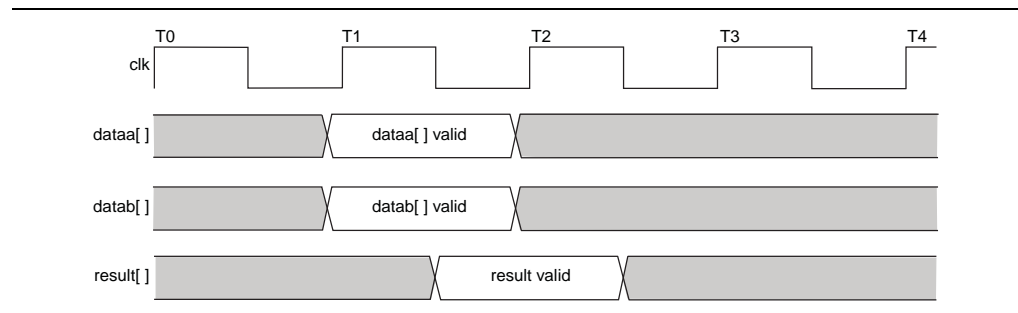 T0 T1 T2 T3 T4
clk
dataa[ ] dataa[ ] valid
datab[ ] datab[ ] valid
result[ ] result valid